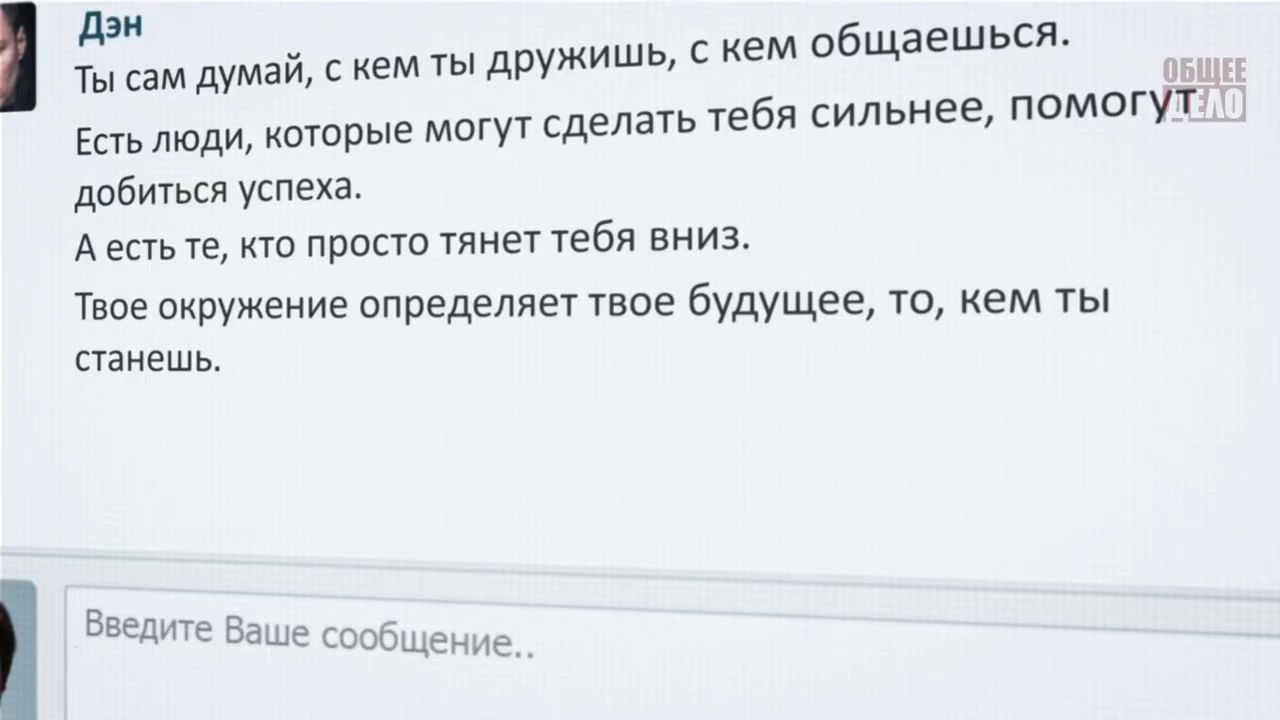 Дэн
Ты сам думай, с кем ты дружишь, с кем общаешься.
Есть люди, которые могут сделать тебя сильнее, помогут
добиться успеха.
А есть те, кто просто тянет тебя вниз.
Твое окружение определяет твое будущее, то, кем ты
станешь.
Введите Ваше сообщение..
ОБЩЕЕ
ДЕЛО